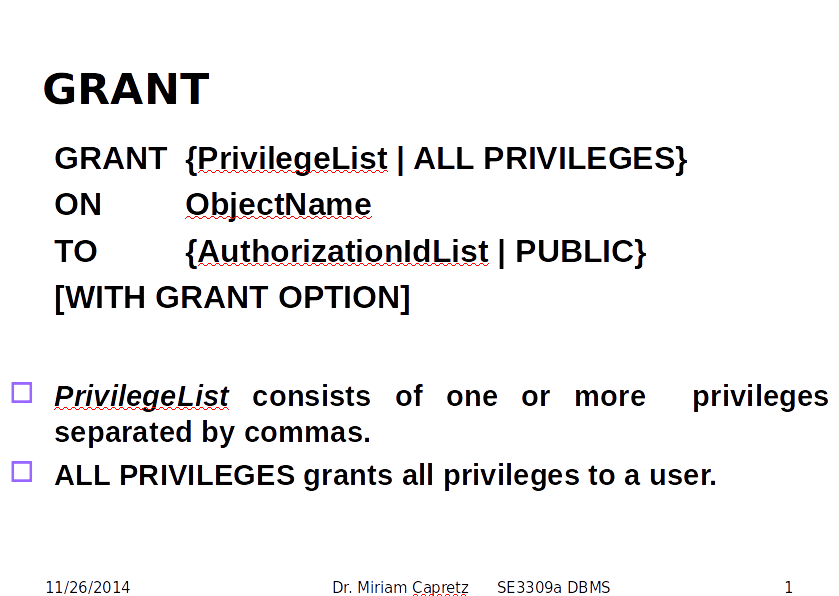 GRANT
GRANT {PrivilegeList | ALL PRIVILEGES}
ON ObjectName
TO {AuthorizationIdList | PUBLIC}
[WITH GRANT OPTION]
PrivilegeList consists of one or more privileges
separated by commas.
ALL PRIVILEGES grants all privileges to a user.
11/26/2014 Dr. Miriam Capretz SE3309a DBMS 1